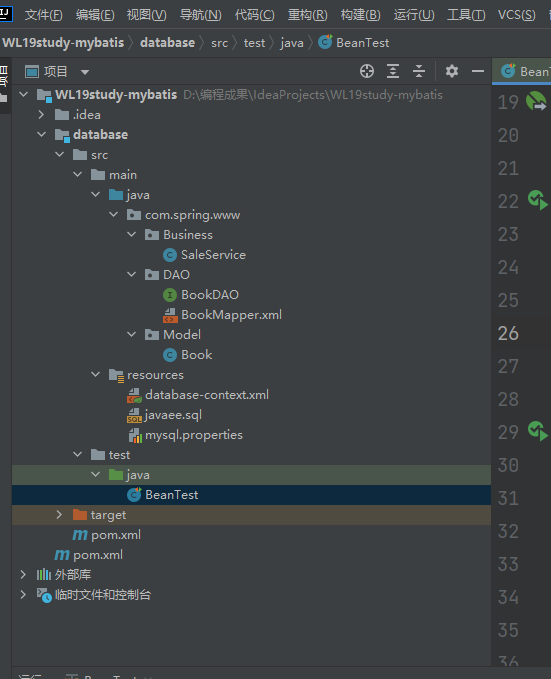 IJ 文件(F) 编辑(E) 视图(V) 导航(N) 代码(C) 重构(R) 构建(B) 运行(U) 工具(T) VCS(S)
WL19study-mybatis database src test java BeanTest
项目
BeanT
WL19study-mybatis D:\编程成果\IdeaProjects\WL19study-mybatis
19
.idea
database
20
src
21
main
java
22
com.spring.www
Business
23
SaleService
24
DAO
BookDAO
25
BookMapper.xml
Model
26
Book
27
resources
database-context.xml
28
javaee.sql
mysql.properties
29
test
30
java
BeanTest
31
target
pom.xml
32
pom.xml
33
外部库
临时文件和控制台
34
35
36